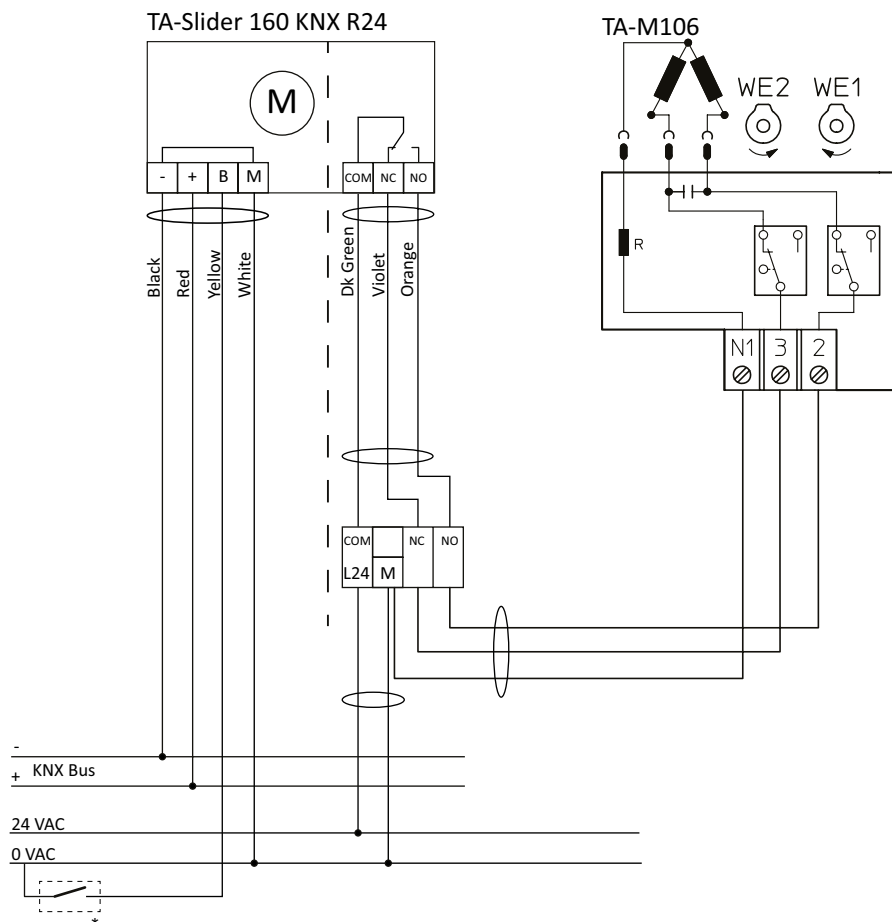 TA-Slider 160 KNX R24
TA-M106
M
WE2 WE1
- + B M
COM NC NO
Black
Red
Yellow
White
Dk Green
Violet
Orange
R
N1 3 2
COM NC NO
L24 M
-
+ KNX Bus
24 VAC
0 VAC
*